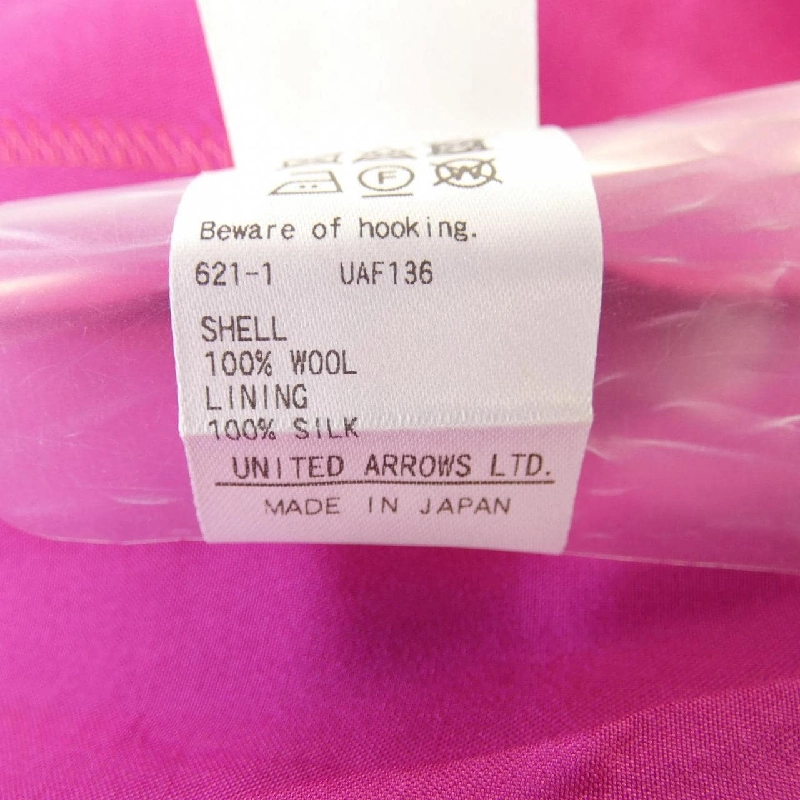 F W
Beware of hooking.
621-1 UAF136
SHELL
100% WOOL
LINING
100% SILK
UNITED ARROWS LTD.
MADE IN JAPAN